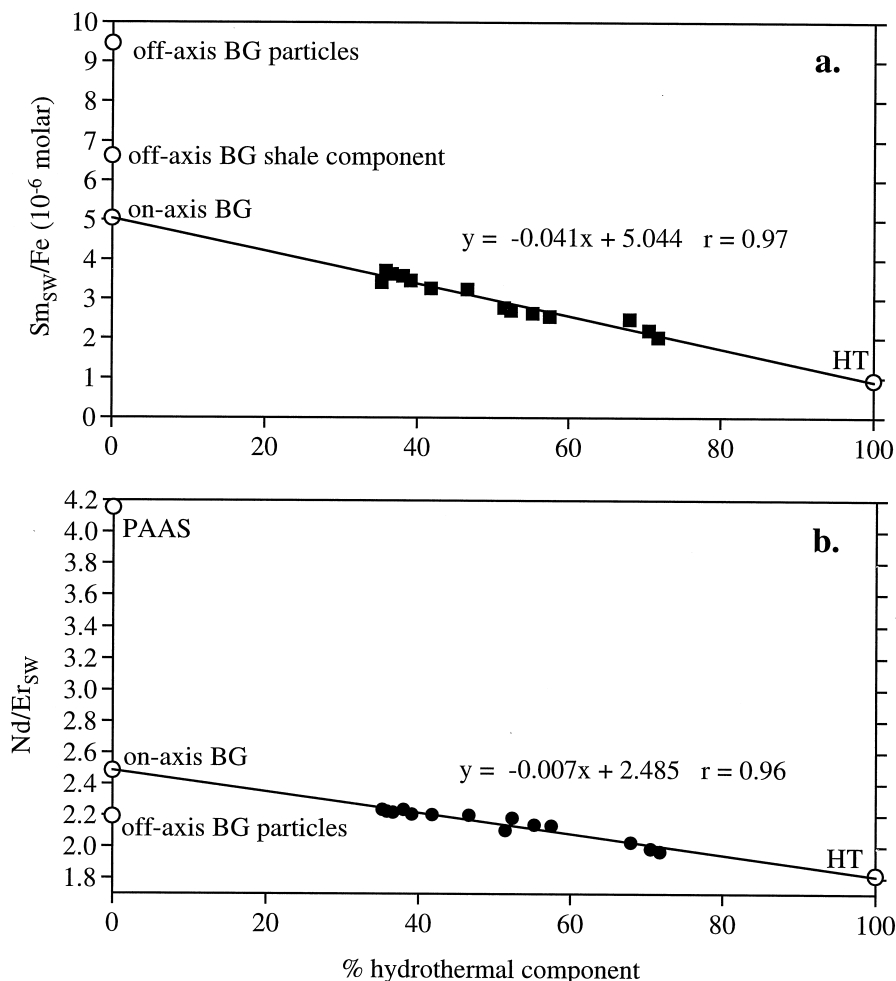 a.
10
9
8
7
6
5
4
3
2
1
0
Sm_SW/Fe (10⁻⁶ molar)
off-axis BG particles
off-axis BG shale component
on-axis BG
y = -0.041x + 5.044 r = 0.97
HT
0 20 40 60 80 100
b.
4.2
4.0
3.8
3.6
3.4
3.2
3.0
2.8
2.6
2.4
2.2
2.0
1.8
Nd/Er_SW
PAAS
on-axis BG
y = -0.007x + 2.485 r = 0.96
off-axis BG particles
HT
0 20 40 60 80 100
% hydrothermal component